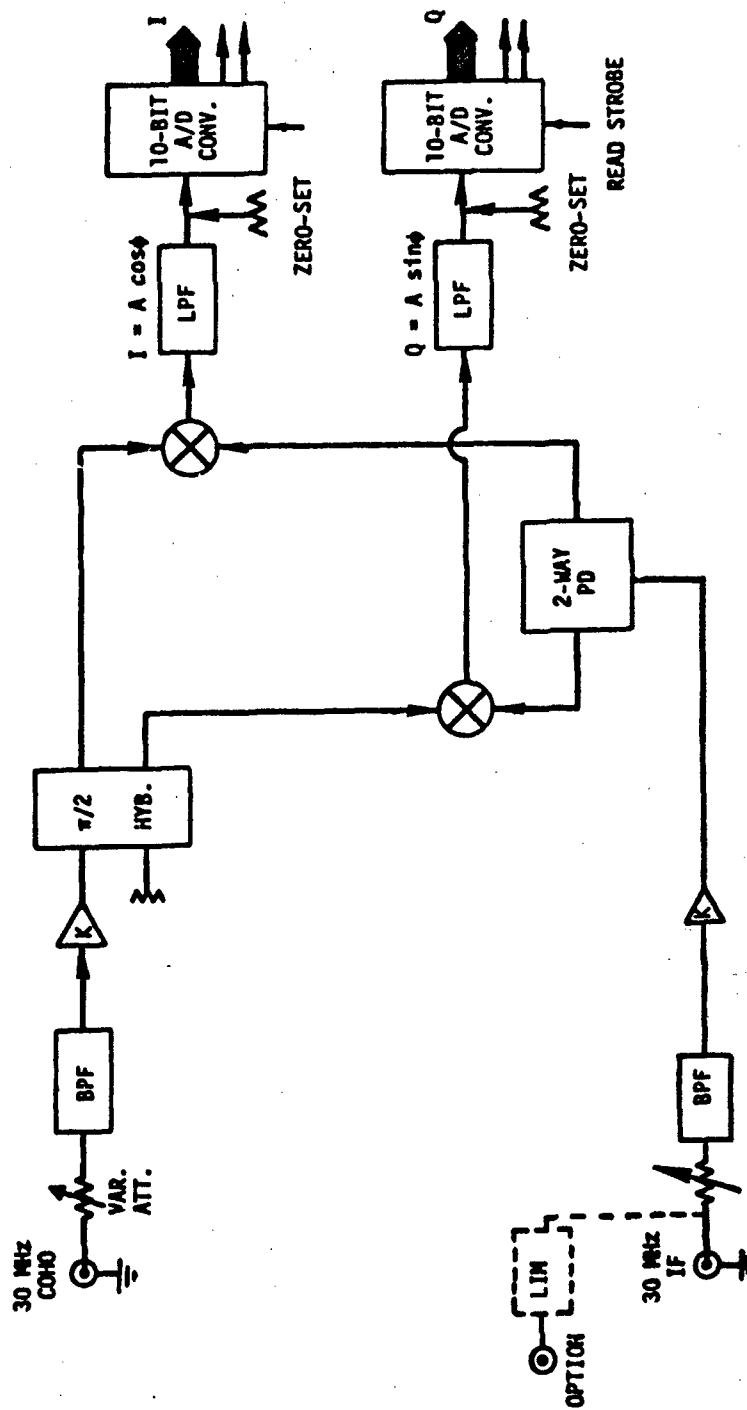 30 MHz
COHO
VAR.
ATT.
BPF
K
π/2
HYB.
I = A cosϕ
LPF
ZERO-SET
10-BIT
A/D
CONV.
I
Q = A sinϕ
LPF
ZERO-SET
10-BIT
A/D
CONV.
Q
READ STROBE
2-WAY
PD
OPTION
LIM
30 MHz
IF
BPF
K